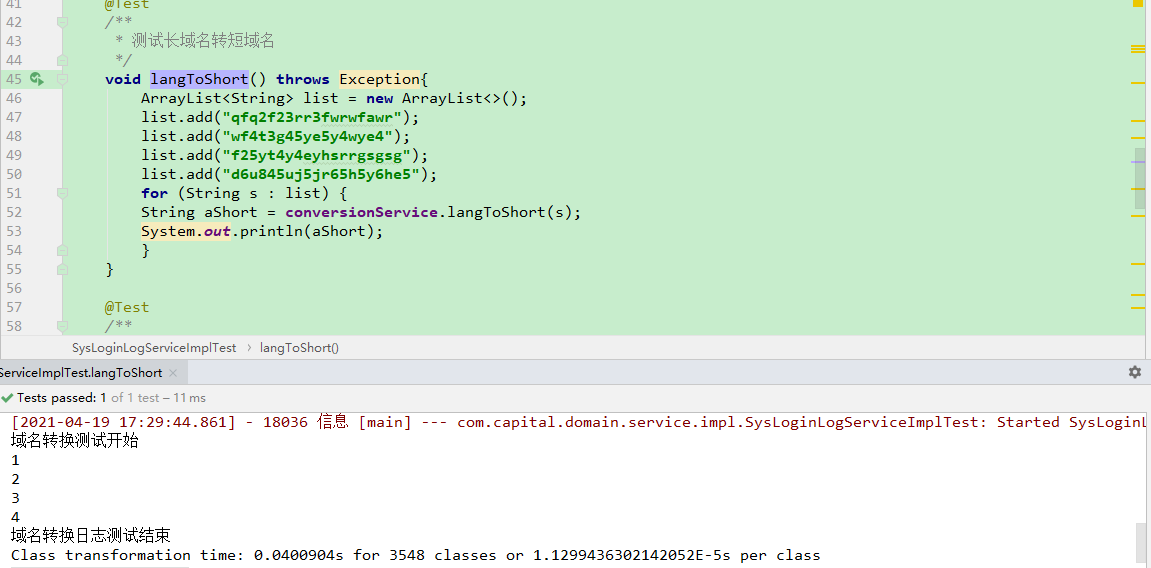 41 @Test
42 /**
43 * 测试长域名转短域名
44 */
45 void langToShort() throws Exception{
46 ArrayList<String> list = new ArrayList<>();
47 list.add("qfq2f23rr3fwrwfawr");
48 list.add("wf4t3g45ye5y4wye4");
49 list.add("f25yt4y4eyhsrrgsgsg");
50 list.add("d6u845uj5jr65h5y6he5");
51 for (String s : list) {
52 String aShort = conversionService.langToShort(s);
53 System.out.println(aShort);
54 }
55 }
56
57 @Test
58 /**
SysLoginLogServiceImplTest › langToShort()
ServiceImplTest.langToShort ×
Tests passed: 1 of 1 test – 11 ms
[2021-04-19 17:29:44.861] - 18036 信息 [main] --- com.capital.domain.service.impl.SysLoginLogServiceImplTest: Started SysLoginL
域名转换测试开始
1
2
3
4
域名转换日志测试结束
Class transformation time: 0.0400904s for 3548 classes or 1.1299436302142052E-5s per class